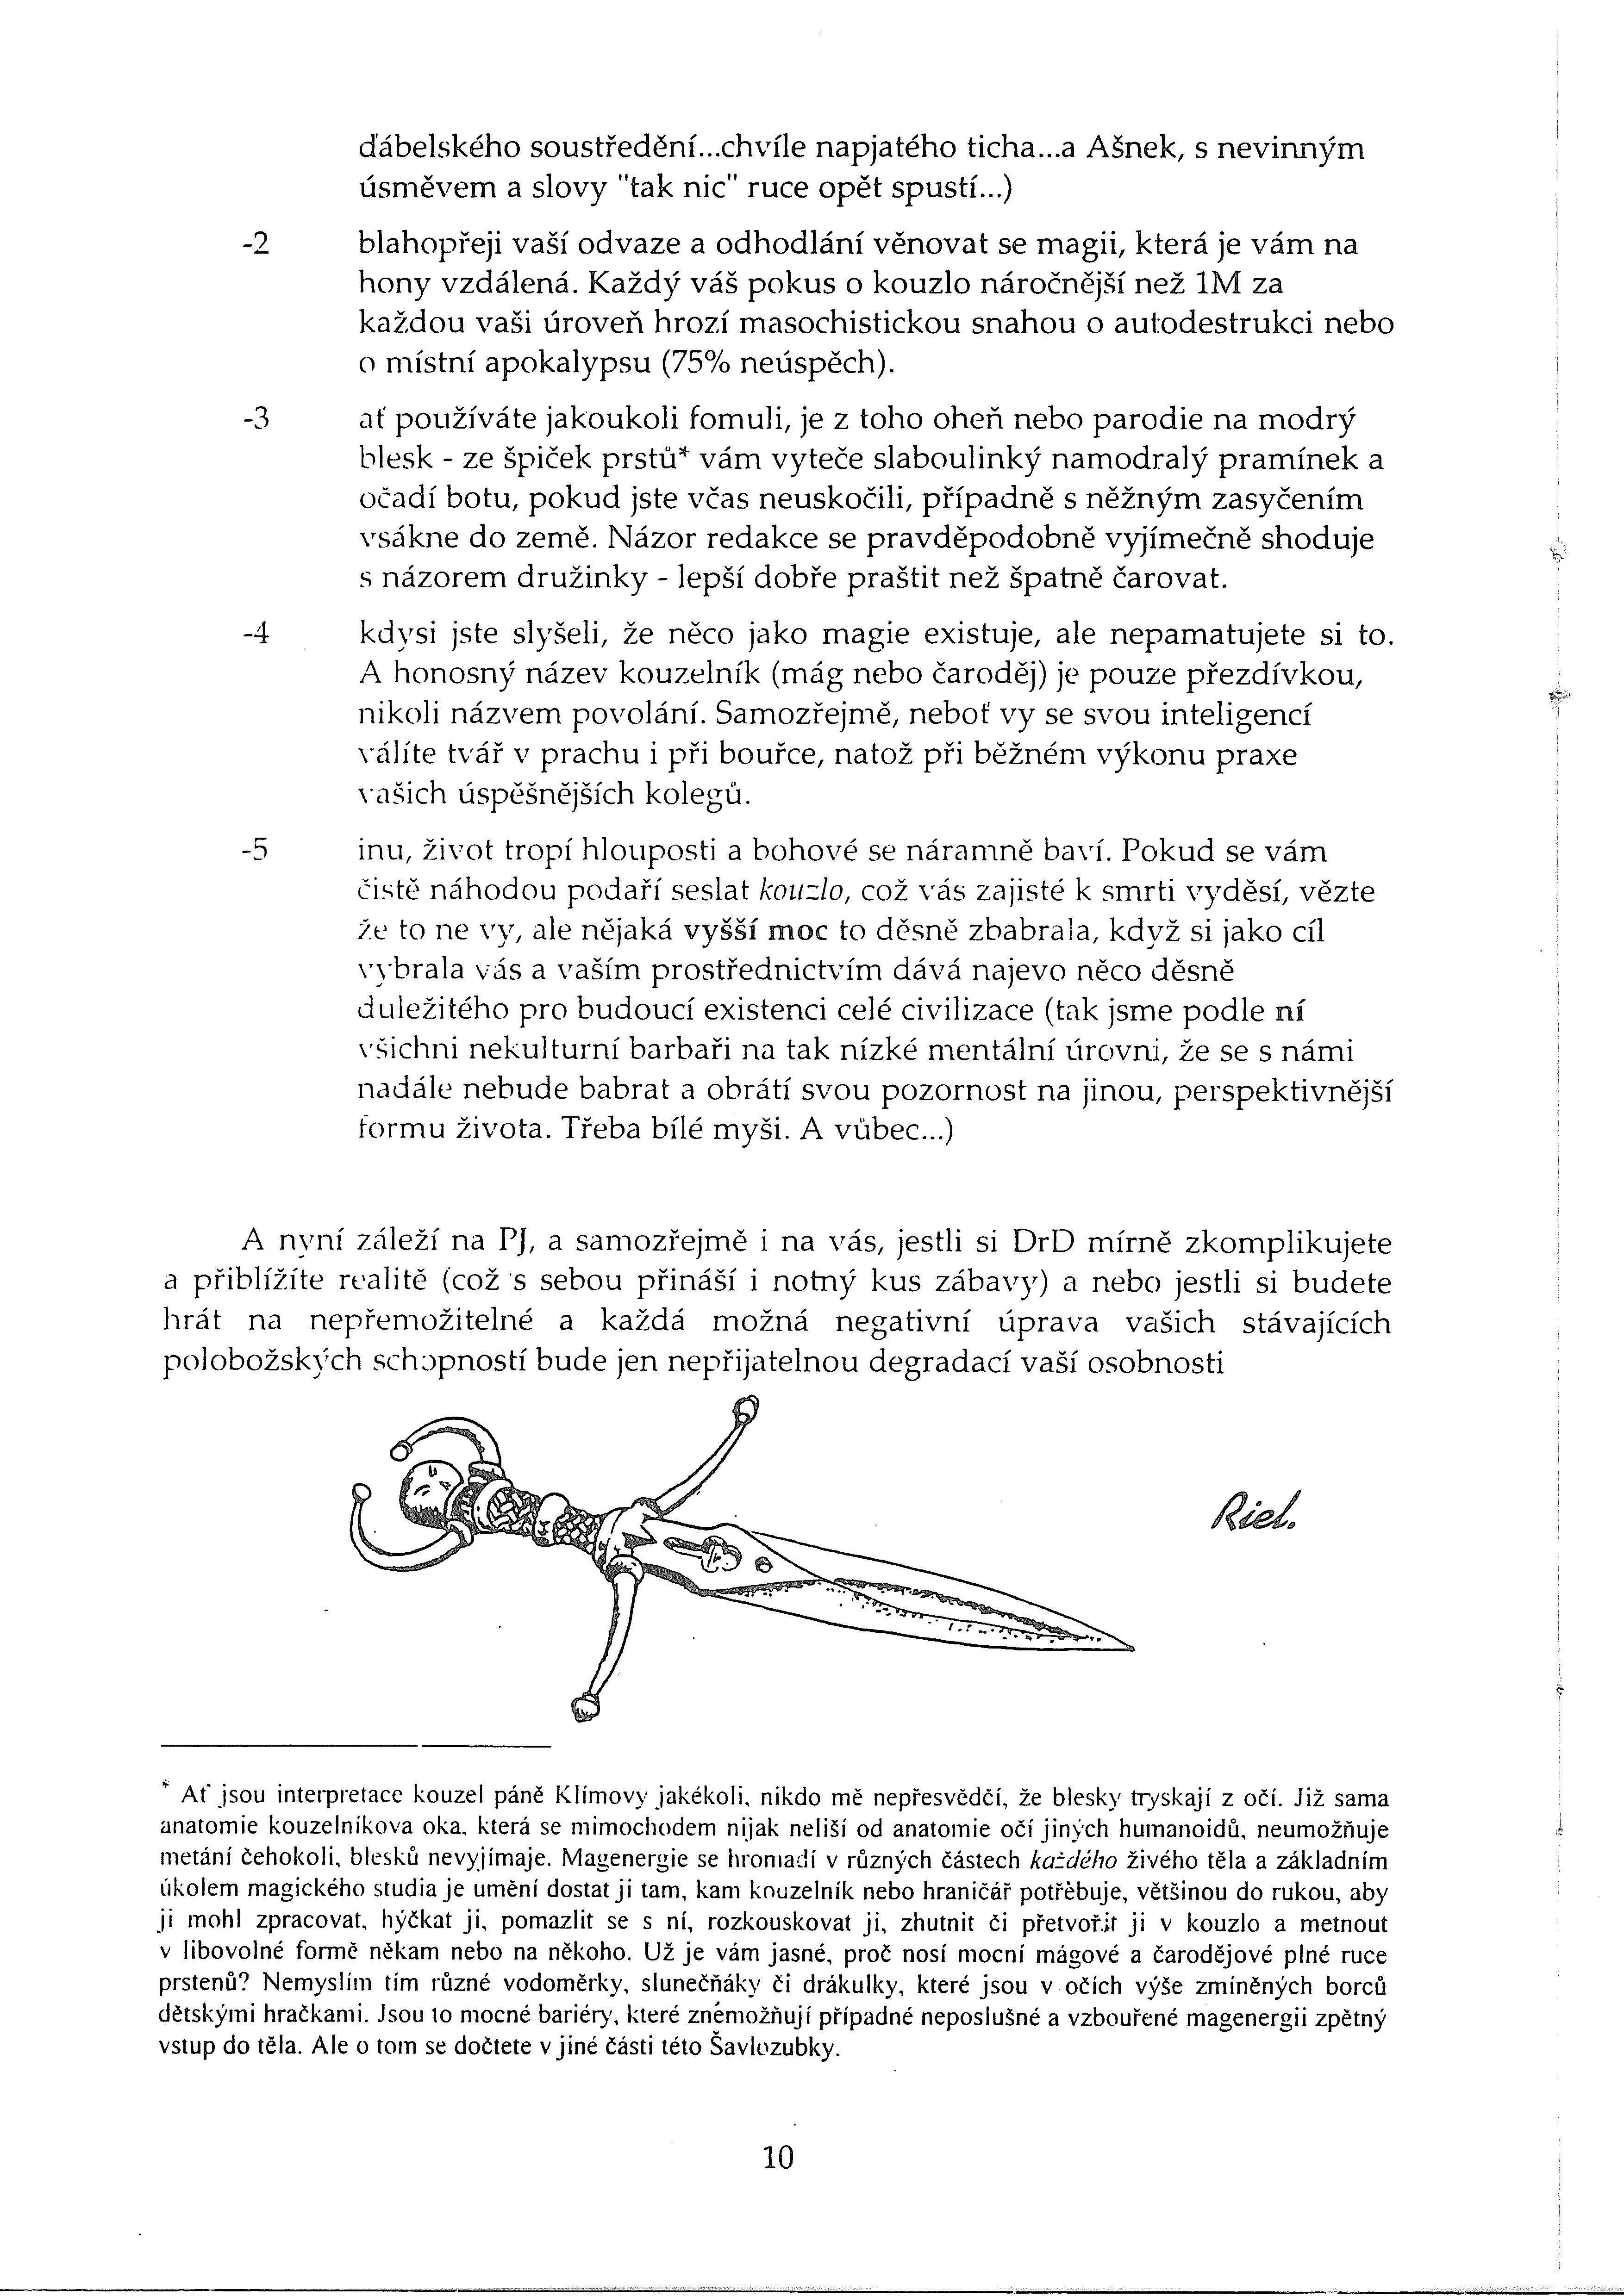 ďábelského soustředění...chvíle napjatého ticha...a Ašnek, s nevinným
úsměvem a slovy "tak nic" ruce opět spustí...)
-2 blahopřeji vaší odvaze a odhodlání věnovat se magii, která je vám na
hony vzdálená. Každý váš pokus o kouzlo náročnější než 1M za
každou vaši úroveň hrozí masochistickou snahou o autodestrukci nebo
o místní apokalypsu (75% neúspěch).
-3 ať používáte jakoukoli fomuli, je z toho oheň nebo parodie na modrý
blesk - ze špiček prstů* vám vyteče slaboulinký namodralý pramínek a
očadí botu, pokud jste včas neuskočili, případně s něžným zasyčením
vsákne do země. Názor redakce se pravděpodobně vyjímečně shoduje
s názorem družinky - lepší dobře praštit než špatně čarovat.
-4 kdysi jste slyšeli, že něco jako magie existuje, ale nepamatujete si to.
A honosný název kouzelník (mág nebo čaroděj) je pouze přezdívkou,
nikoli názvem povolání. Samozřejmě, neboť vy se svou inteligencí
válíte tvář v prachu i při bouřce, natož při běžném výkonu praxe
vašich úspěšnějších kolegů.
-5 inu, život tropí hlouposti a bohové se náramně baví. Pokud se vám
čistě náhodou podaří seslat kouzlo, což vás zajisté k smrti vyděsí, vězte
že to ne vy, ale nějaká vyšší moc to děsně zbabrala, když si jako cíl
vybrala vás a vaším prostřednictvím dává najevo něco děsně
duležitého pro budoucí existenci celé civilizace (tak jsme podle ní
všichni nekulturní barbaři na tak nízké mentální úrovni, že se s námi
nadále nebude babrat a obrátí svou pozornost na jinou, perspektivnější
formu života. Třeba bílé myši. A vůbec...)
A nyní záleží na PJ, a samozřejmě i na vás, jestli si DrD mírně zkomplikujete
a přiblížíte realitě (což s sebou přináší i notný kus zábavy) a nebo jestli si budete
hrát na nepřemožitelné a každá možná negativní úprava vašich stávajících
polobožských schopností bude jen nepřijatelnou degradací vaší osobnosti
Riel.
* Ať jsou interpretace kouzel páně Klímovy jakékoli, nikdo mě nepřesvědčí, že blesky tryskají z očí. Již sama
anatomie kouzelníkova oka, která se mimochodem nijak neliší od anatomie očí jiných humanoidů, neumožňuje
metání čehokoli, blesků nevyjímaje. Magenergie se hromadí v různých částech každého živého těla a základním
úkolem magického studia je umění dostat ji tam, kam kouzelník nebo hraničář potřebuje, většinou do rukou, aby
ji mohl zpracovat, hýčkat ji, pomazlit se s ní, rozkouskovat ji, zhutnit či přetvořit ji v kouzlo a metnout
v libovolné formě někam nebo na někoho. Už je vám jasné, proč nosí mocní mágové a čarodějové plné ruce
prstenů? Nemyslím tím různé vodoměrky, slunečňáky či drákulky, které jsou v očích výše zmíněných borců
dětskými hračkami. Jsou to mocné bariéry, které znémožňují případné neposlušné a vzbouřené magenergii zpětný
vstup do těla. Ale o tom se dočtete v jiné části této Šavlozubky.
10